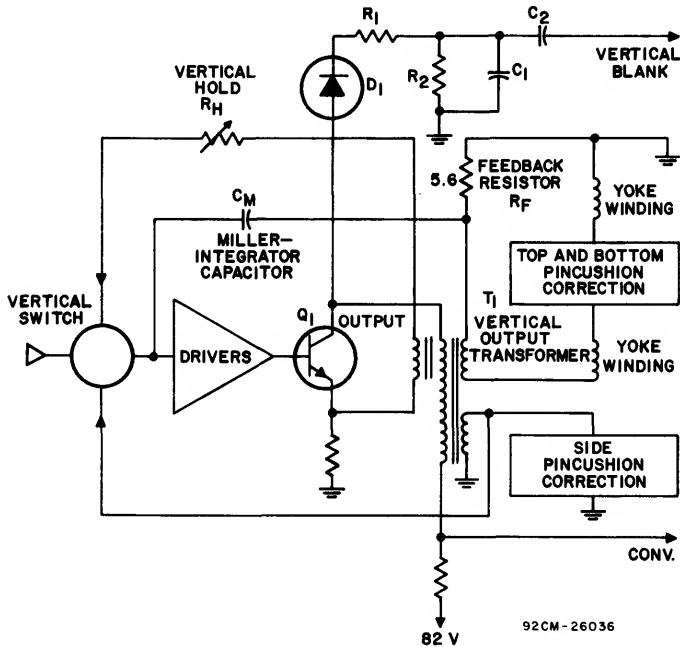 R1
C2
VERTICAL
BLANK
R2
C1
D1
VERTICAL
HOLD
RH
5.6
FEEDBACK
RESISTOR
RF
YOKE
WINDING
CM
MILLER-
INTEGRATOR
CAPACITOR
TOP AND BOTTOM
PINCUSHION
CORRECTION
VERTICAL
SWITCH
DRIVERS
Q1
OUTPUT
T1
VERTICAL
OUTPUT
TRANSFORMER
YOKE
WINDING
SIDE
PINCUSHION
CORRECTION
CONV.
82 V
92CM-26036